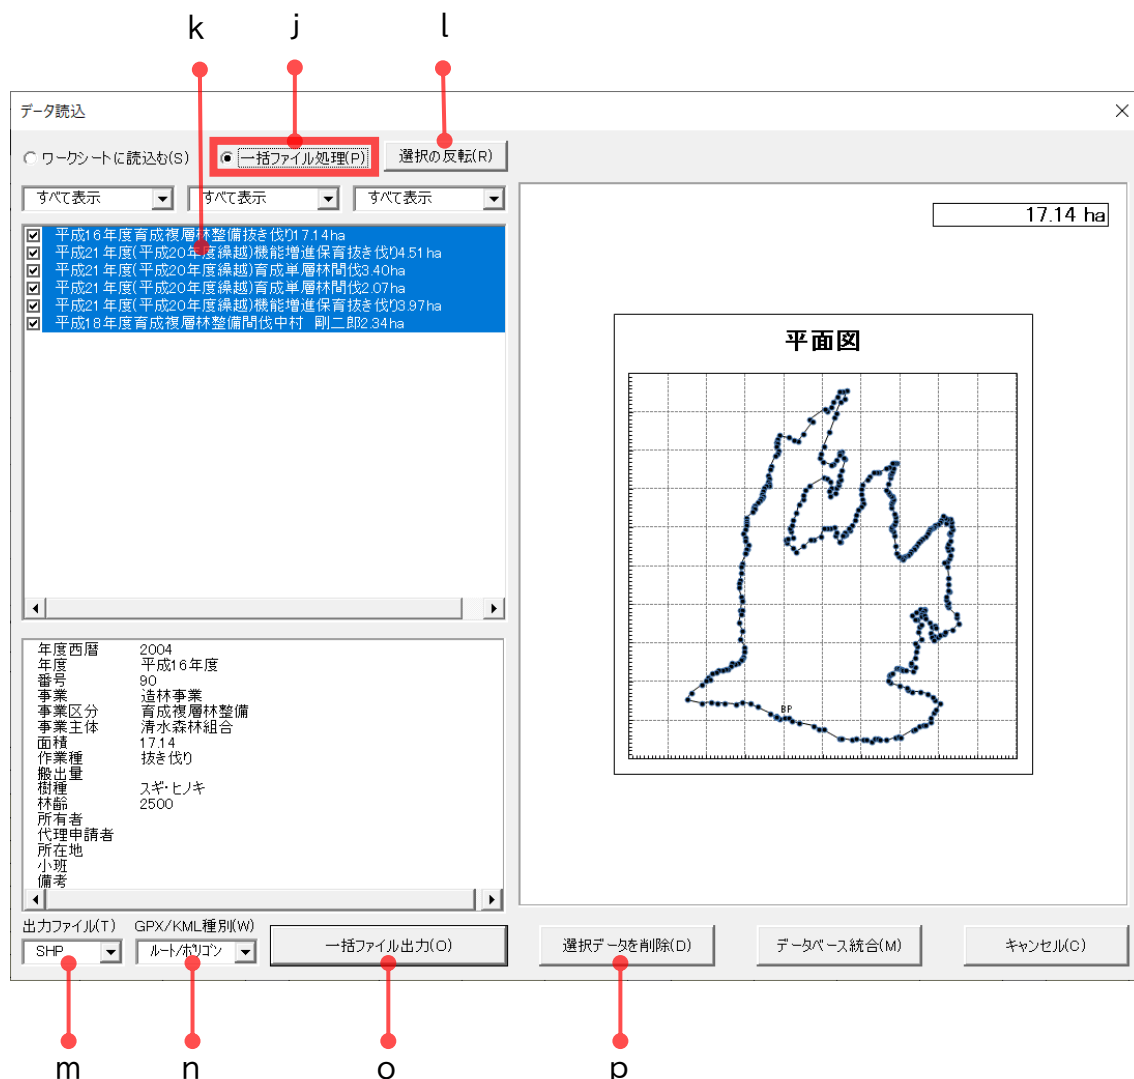 k j l
データ読込
ワークシートに読込む(S) 一括ファイル処理(P) 選択の反転(R)
すべて表示 すべて表示 すべて表示
17.14 ha
平成16年度育成複層林整備抜き伐り17.14ha
平成21年度(平成20年度繰越)機能増進保育抜き伐り4.51ha
平成21年度(平成20年度繰越)育成単層林間伐3.40ha
平成21年度(平成20年度繰越)育成単層林間伐2.07ha
平成21年度(平成20年度繰越)機能増進保育抜き伐り3.97ha
平成18年度育成複層林整備間伐中村 剛二郎2.34ha
平面図
BP
年度西暦 2004
年度 平成16年度
番号 90
事業 造林事業
事業区分 育成複層林整備
事業主体 清水森林組合
面積 17.14
作業種 抜き伐り
搬出量
樹種 スギ・ヒノキ
林齢 2500
所有者
代理申請者
所在地
小班
備考
出力ファイル(T) GPX/KML種別(W)
SHP ルート/ポリゴン 一括ファイル出力(O) 選択データを削除(D) データベース統合(M) キャンセル(C)
m n o p